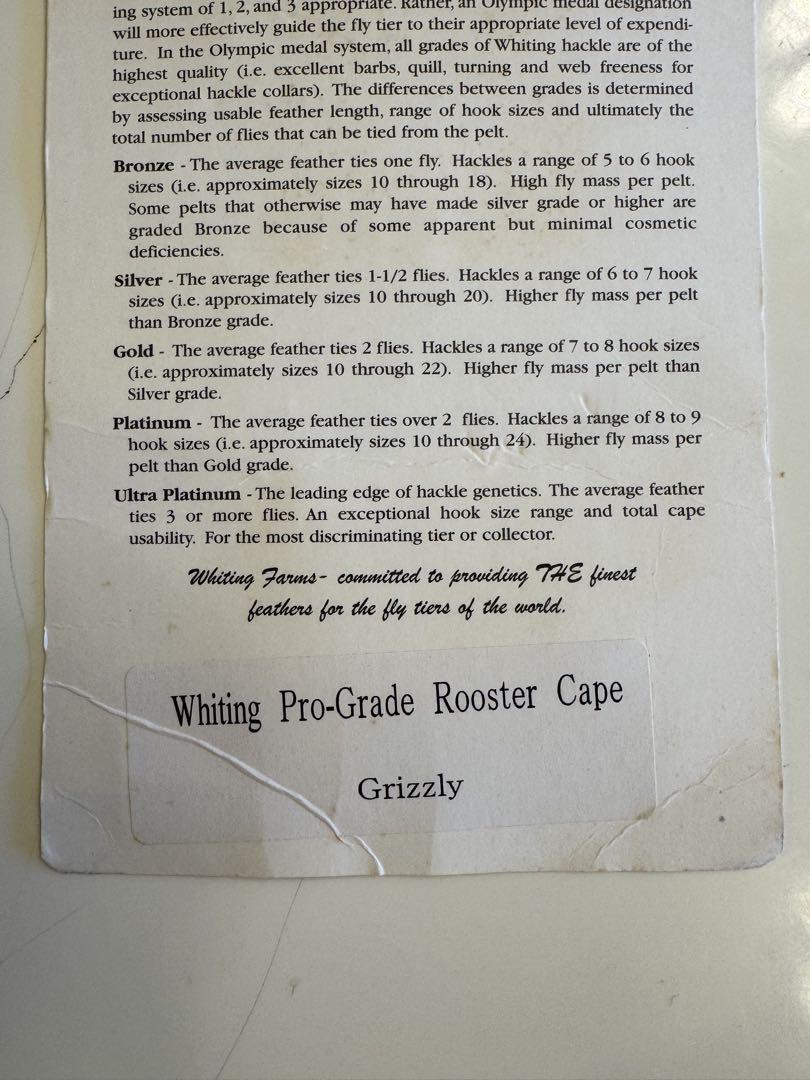 ing system of 1, 2, and 3 appropriate. Rather, an Olympic medal designation
will more effectively guide the fly tier to their appropriate level of expendi-
ture. In the Olympic medal system, all grades of Whiting hackle are of the
highest quality (i.e. excellent barbs, quill, turning and web freeness for
exceptional hackle collars). The differences between grades is determined
by assessing usable feather length, range of hook sizes and ultimately the
total number of flies that can be tied from the pelt.
Bronze - The average feather ties one fly. Hackles a range of 5 to 6 hook
sizes (i.e. approximately sizes 10 through 18). High fly mass per pelt.
Some pelts that otherwise may have made silver grade or higher are
graded Bronze because of some apparent but minimal cosmetic
deficiencies.
Silver - The average feather ties 1-1/2 flies. Hackles a range of 6 to 7 hook
sizes (i.e. approximately sizes 10 through 20). Higher fly mass per pelt
than Bronze grade.
Gold - The average feather ties 2 flies. Hackles a range of 7 to 8 hook sizes
(i.e. approximately sizes 10 through 22). Higher fly mass per pelt than
Silver grade.
Platinum - The average feather ties over 2 flies. Hackles a range of 8 to 9
hook sizes (i.e. approximately sizes 10 through 24). Higher fly mass per
pelt than Gold grade.
Ultra Platinum - The leading edge of hackle genetics. The average feather
ties 3 or more flies. An exceptional hook size range and total cape
usability. For the most discriminating tier or collector.
Whiting Farms- committed to providing THE finest
feathers for the fly tiers of the world.
Whiting Pro-Grade Rooster Cape
Grizzly